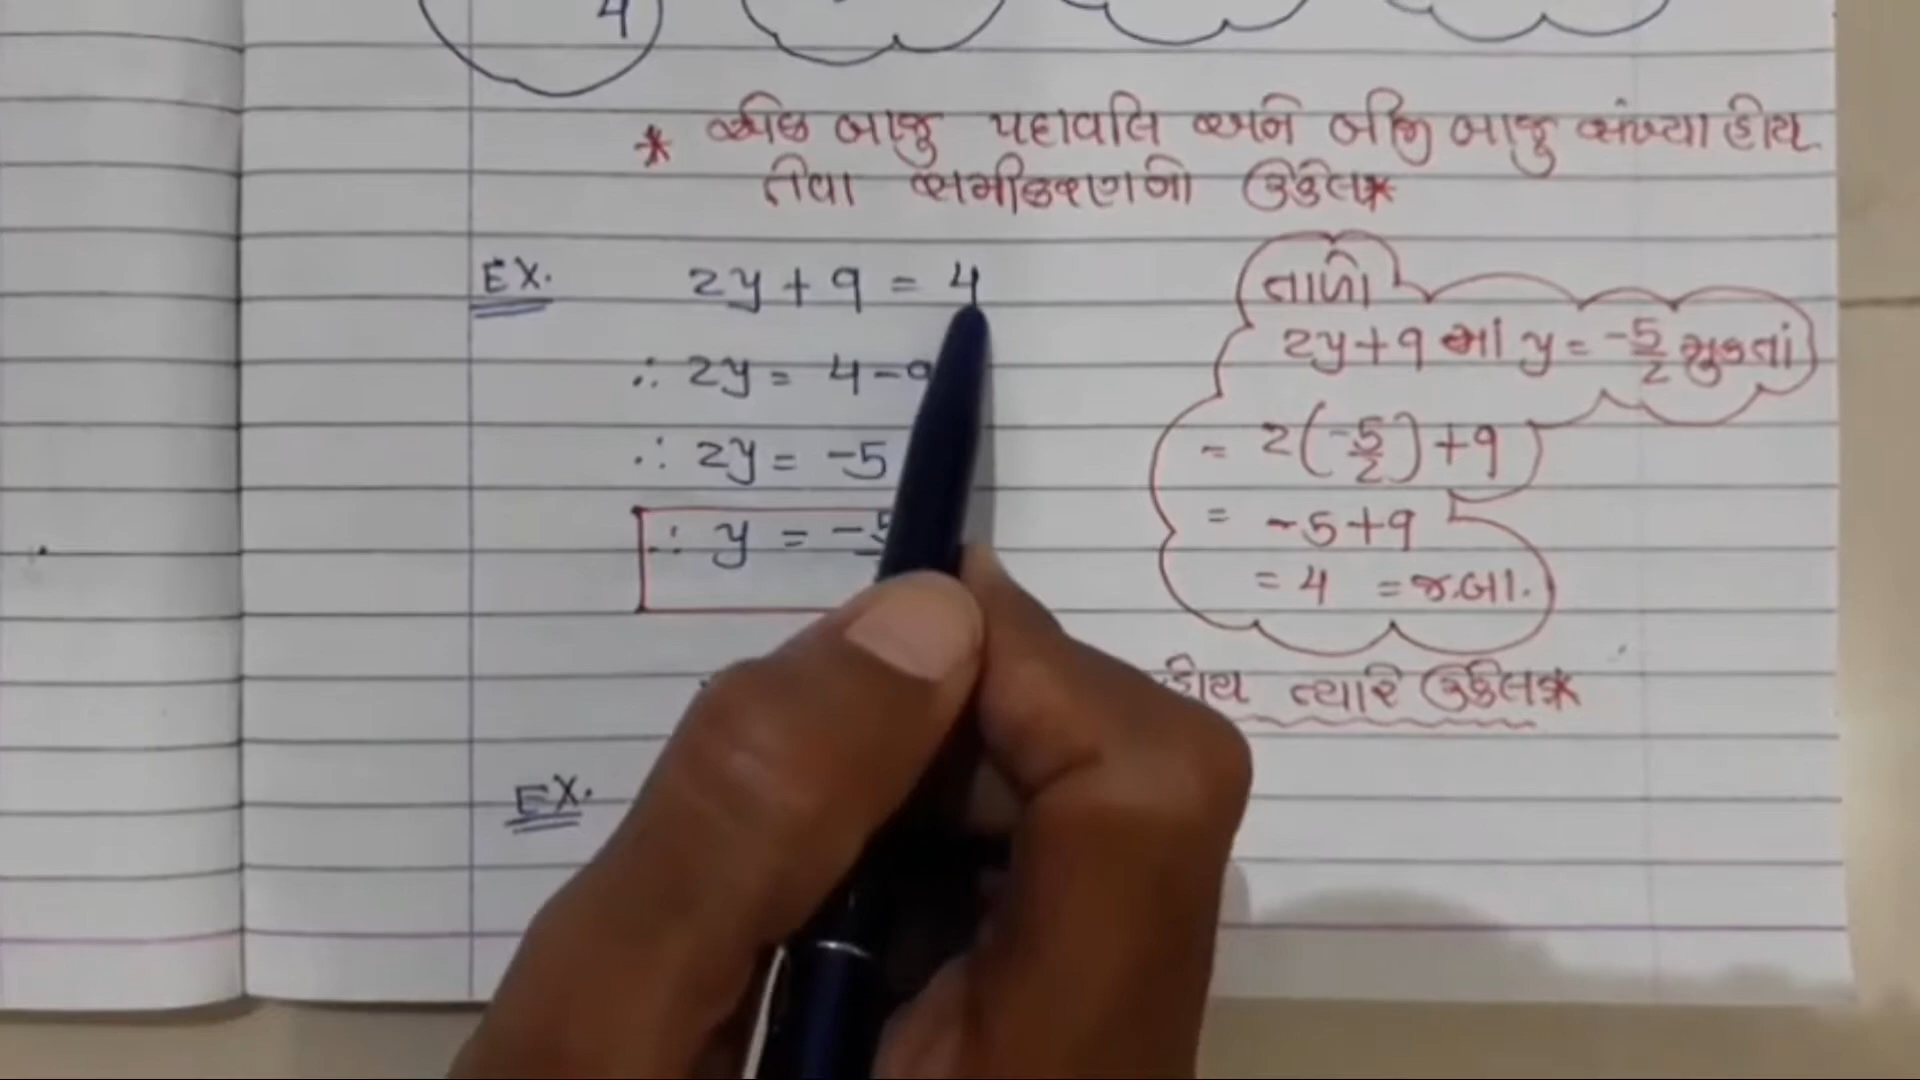 4
* એક બાજુ પદાવલિ અને બીજી બાજુ સંખ્યા હોય
તેવા સમીકરણનો ઉકેલ*
EX. 2y + 9 = 4
∴ 2y = 4 - 9
∴ 2y = -5
∴ y = -5
તાળો
2y+9 માં y = -5/2 મુકતાં
= 2(-5/2)+9
= -5+9
= 4 = જ.બા.
હોય ત્યારે ઉકેલ*
EX.